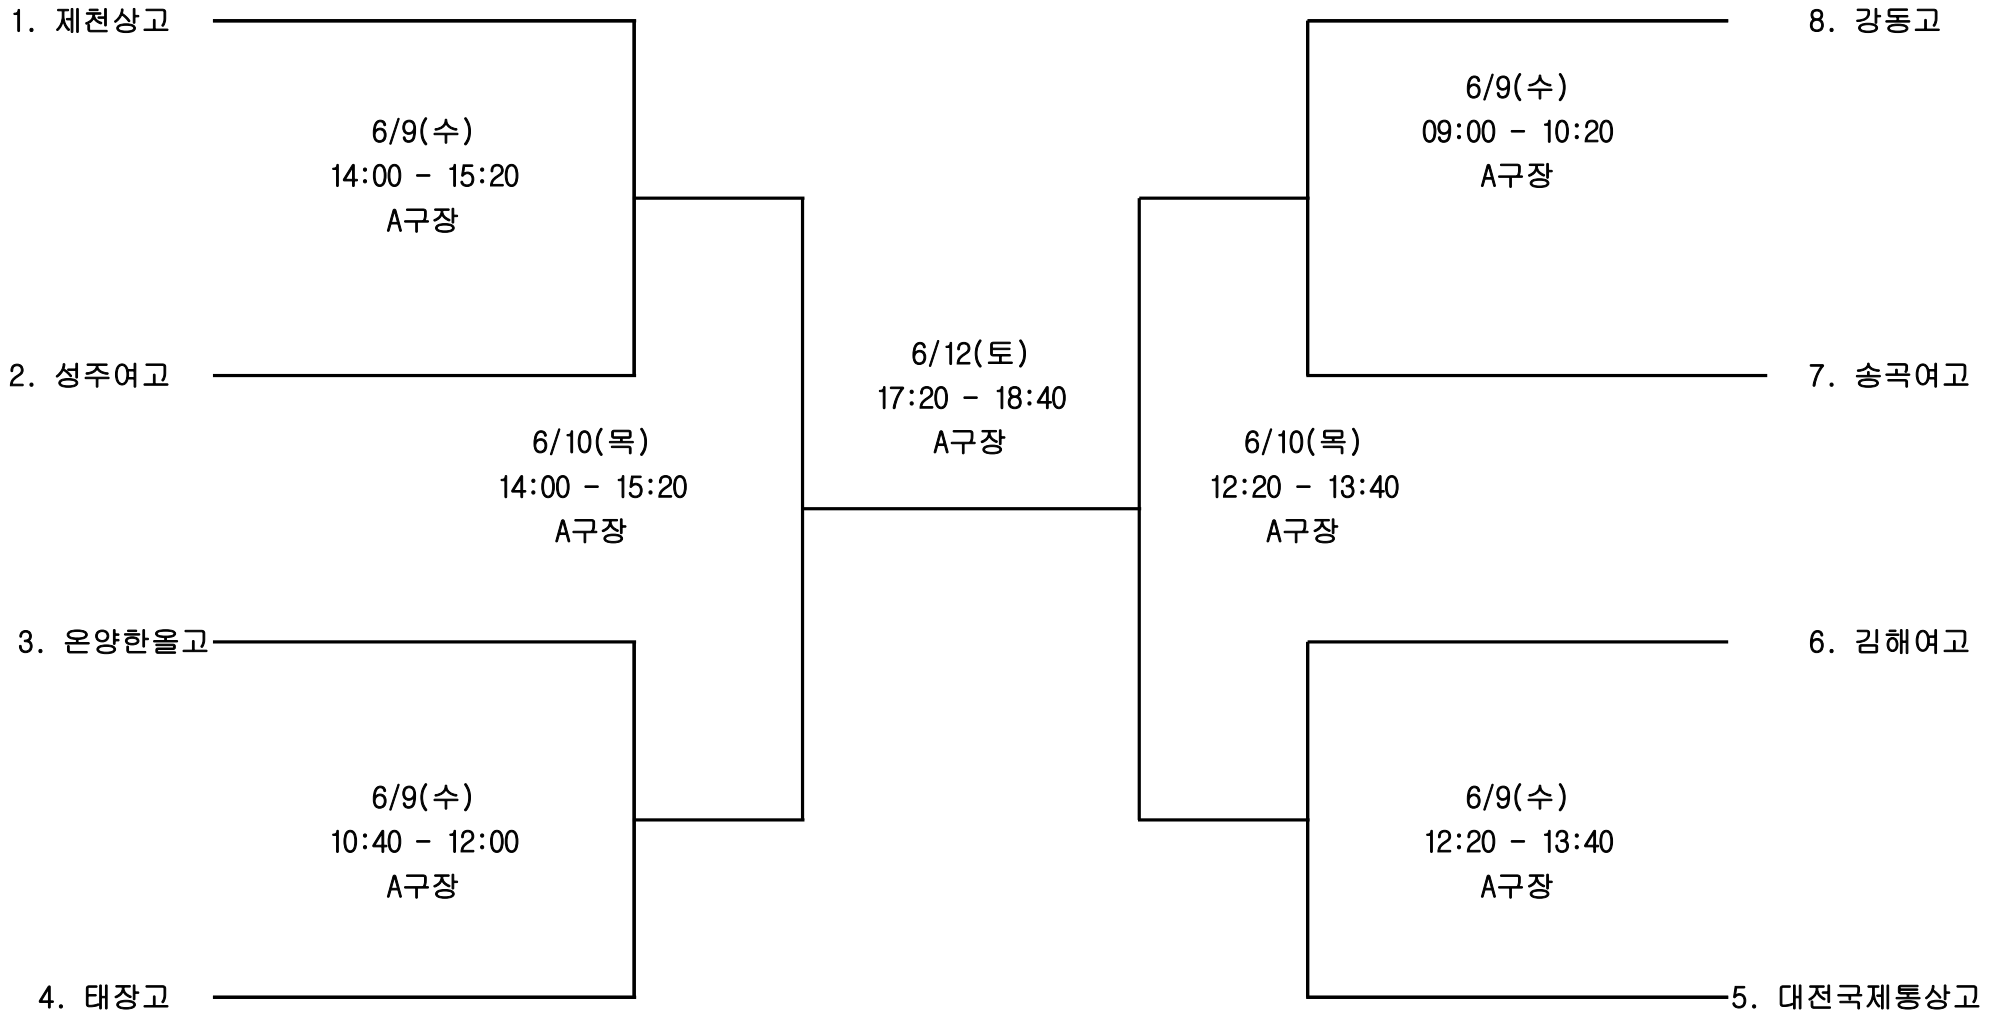 1. 제천상고
8. 강동고
6/9(수)
14:00 - 15:20
A구장
6/9(수)
09:00 - 10:20
A구장
2. 성주여고
7. 송곡여고
6/12(토)
17:20 - 18:40
A구장
6/10(목)
14:00 - 15:20
A구장
6/10(목)
12:20 - 13:40
A구장
3. 온양한올고
6. 김해여고
6/9(수)
10:40 - 12:00
A구장
6/9(수)
12:20 - 13:40
A구장
4. 태장고
5. 대전국제통상고